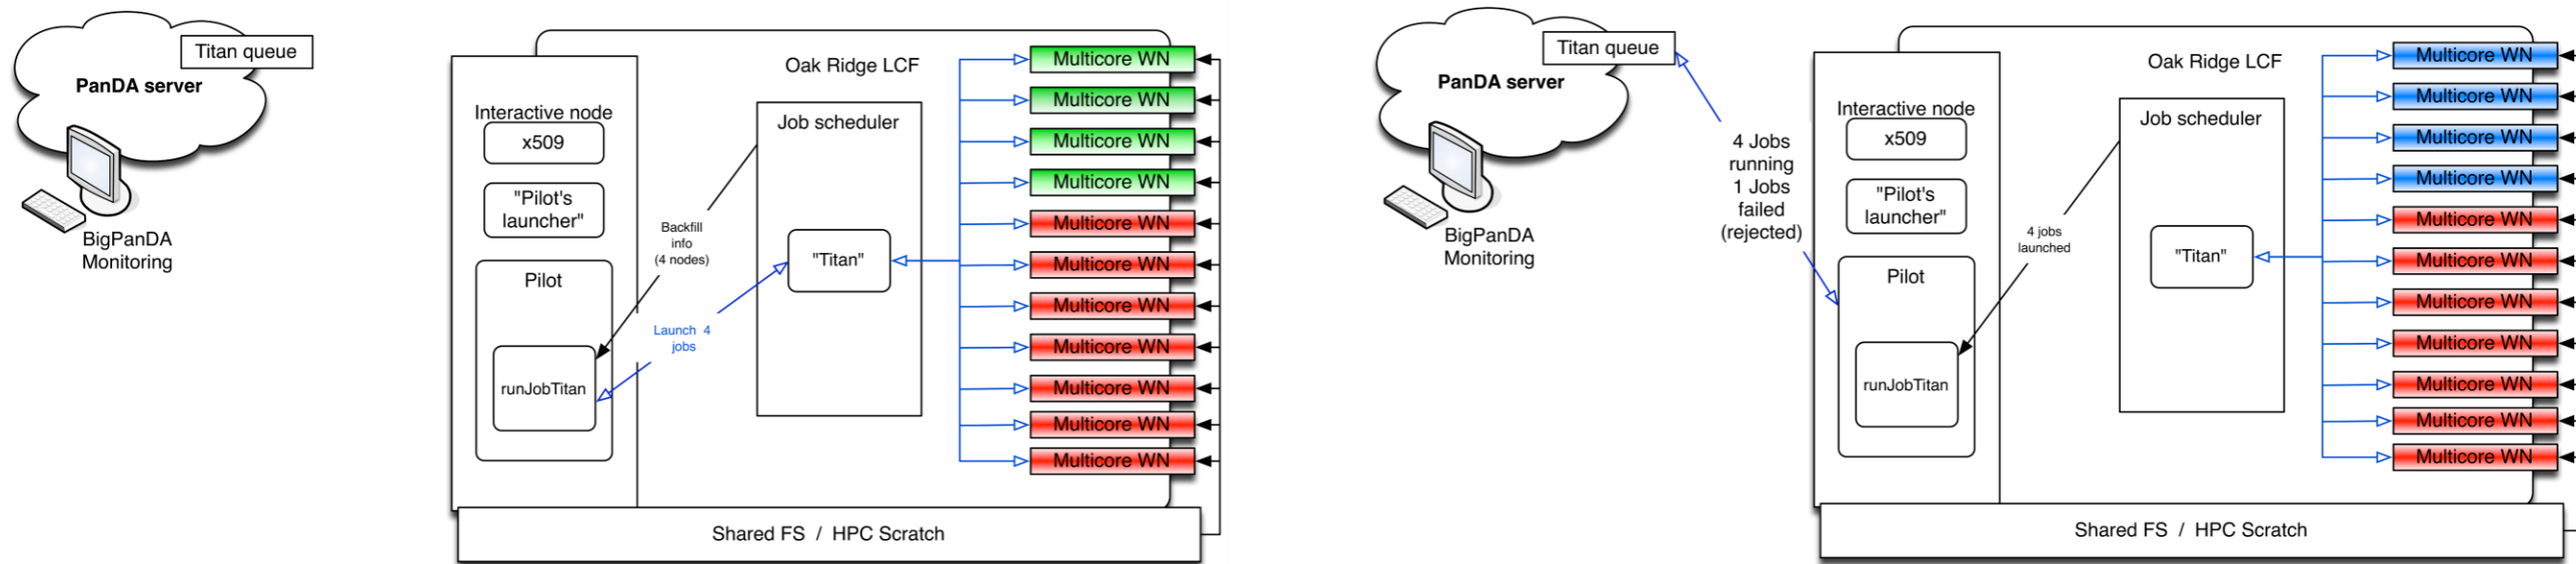 Titan queue
PanDA server
BigPanDA
Monitoring
Oak Ridge LCF
Interactive node
x509
"Pilot's
launcher"
Pilot
runJobTitan
Backfill
info
(4 nodes)
Launch 4
jobs
Job scheduler
"Titan"
Multicore WN
Multicore WN
Multicore WN
Multicore WN
Multicore WN
Multicore WN
Multicore WN
Multicore WN
Multicore WN
Multicore WN
Multicore WN
Shared FS / HPC Scratch
Titan queue
PanDA server
BigPanDA
Monitoring
4 Jobs
running
1 Jobs
failed
(rejected)
Oak Ridge LCF
Interactive node
x509
"Pilot's
launcher"
Pilot
runJobTitan
4 jobs
launched
Job scheduler
"Titan"
Multicore WN
Multicore WN
Multicore WN
Multicore WN
Multicore WN
Multicore WN
Multicore WN
Multicore WN
Multicore WN
Multicore WN
Multicore WN
Shared FS / HPC Scratch